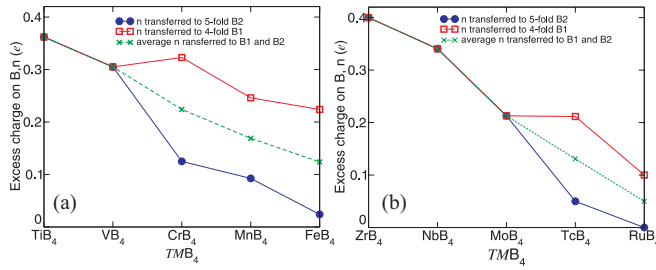 n transferred to 5-fold B2
n transferred to 4-fold B1
average n ransferred to B1 and B2
Excess charge on B, n (e)
0.4
0.3
0.2
0.1
0
(a)
TiB4
VB4
CrB4
MnB4
FeB4
TMB4
n transferred to 5-fold B2
n transferred to 4-fold B1
average n transferred to B1 and B2
Excess charge on B, n (e)
0.4
0.3
0.2
0.1
0
(b)
ZrB4
NbB4
MoB4
TcB4
RuB4
TMB4